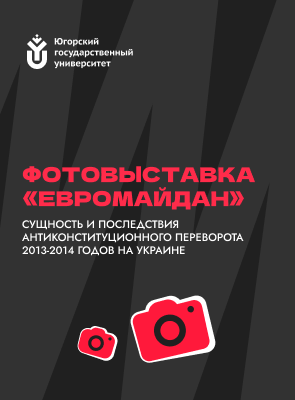 Югорский
государственный
университет
ФОТОВЫСТАВКА
«ЕВРОМАЙДАН»
СУЩНОСТЬ И ПОСЛЕДСТВИЯ
АНТИКОНСТИТУЦИОННОГО ПЕРЕВОРОТА
2013-2014 ГОДОВ НА УКРАИНЕ